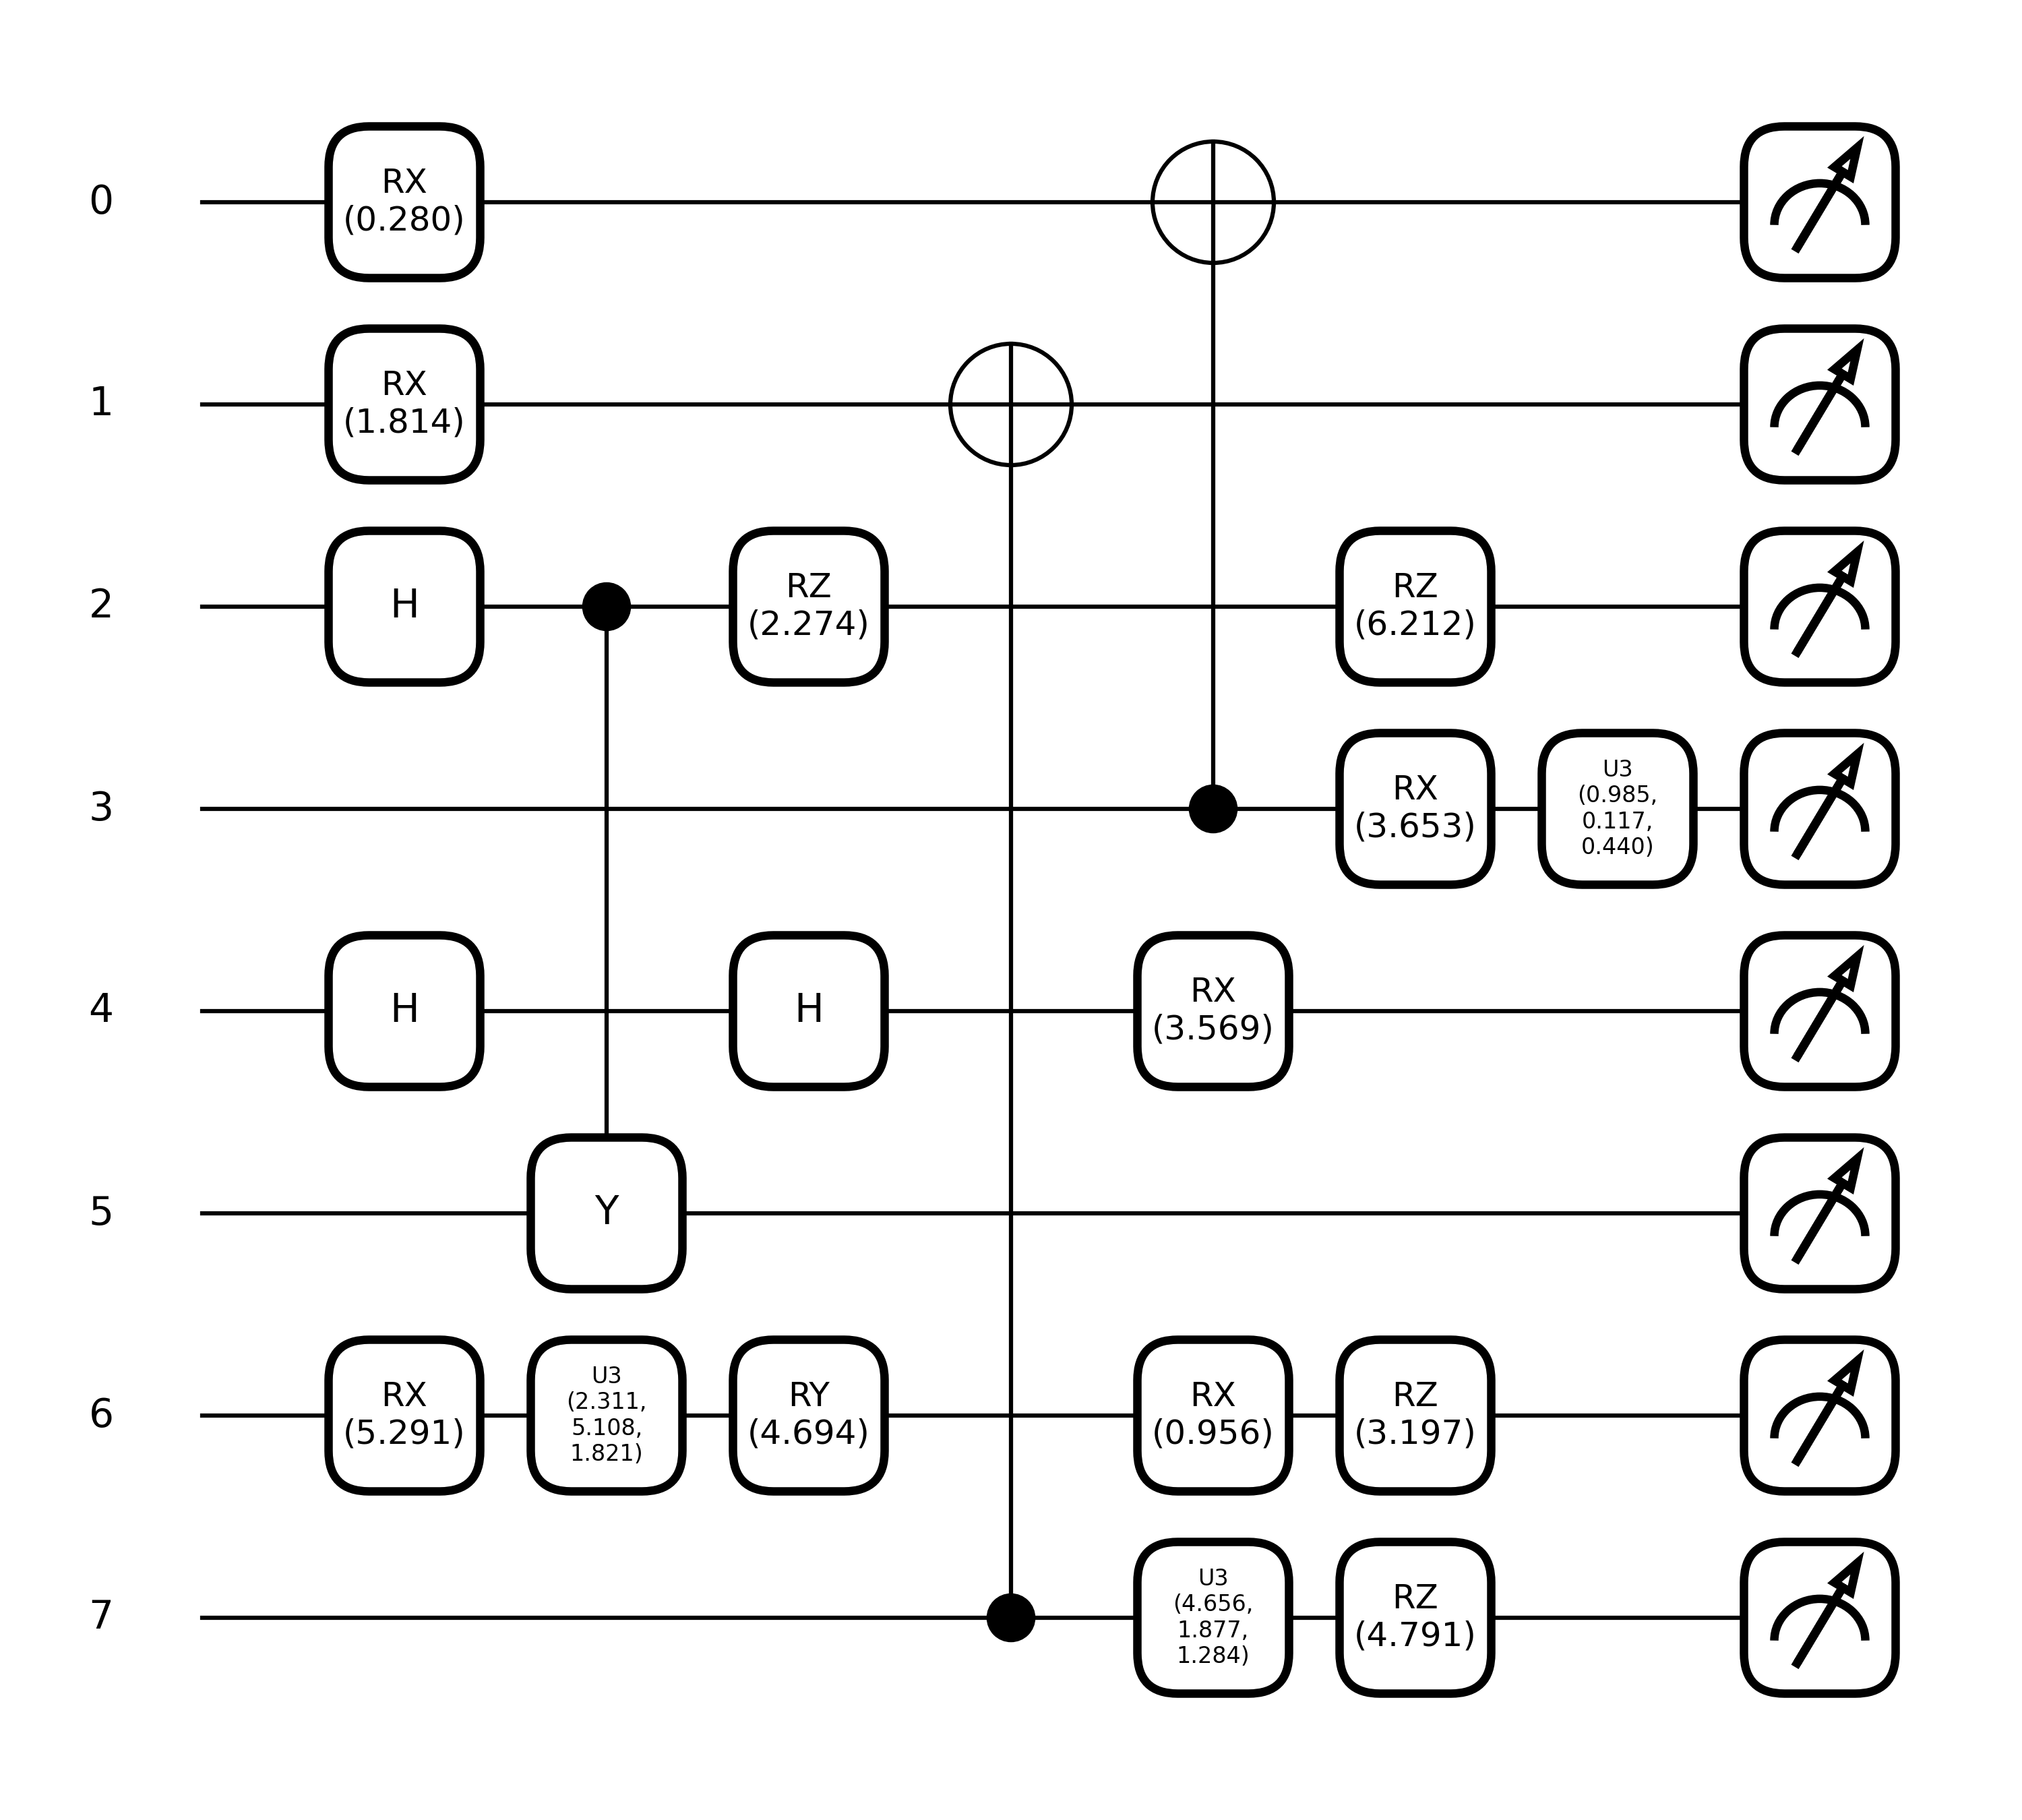 0
RX
(0.280)
1
RX
(1.814)
2
H
RZ
(2.274)
RZ
(6.212)
3
RX
(3.653)
U3
(0.985,
0.117,
0.440)
4
H
H
RX
(3.569)
5
Y
6
RX
(5.291)
U3
(2.311,
5.108,
1.821)
RY
(4.694)
RX
(0.956)
RZ
(3.197)
7
U3
(4.656,
1.877,
1.284)
RZ
(4.791)